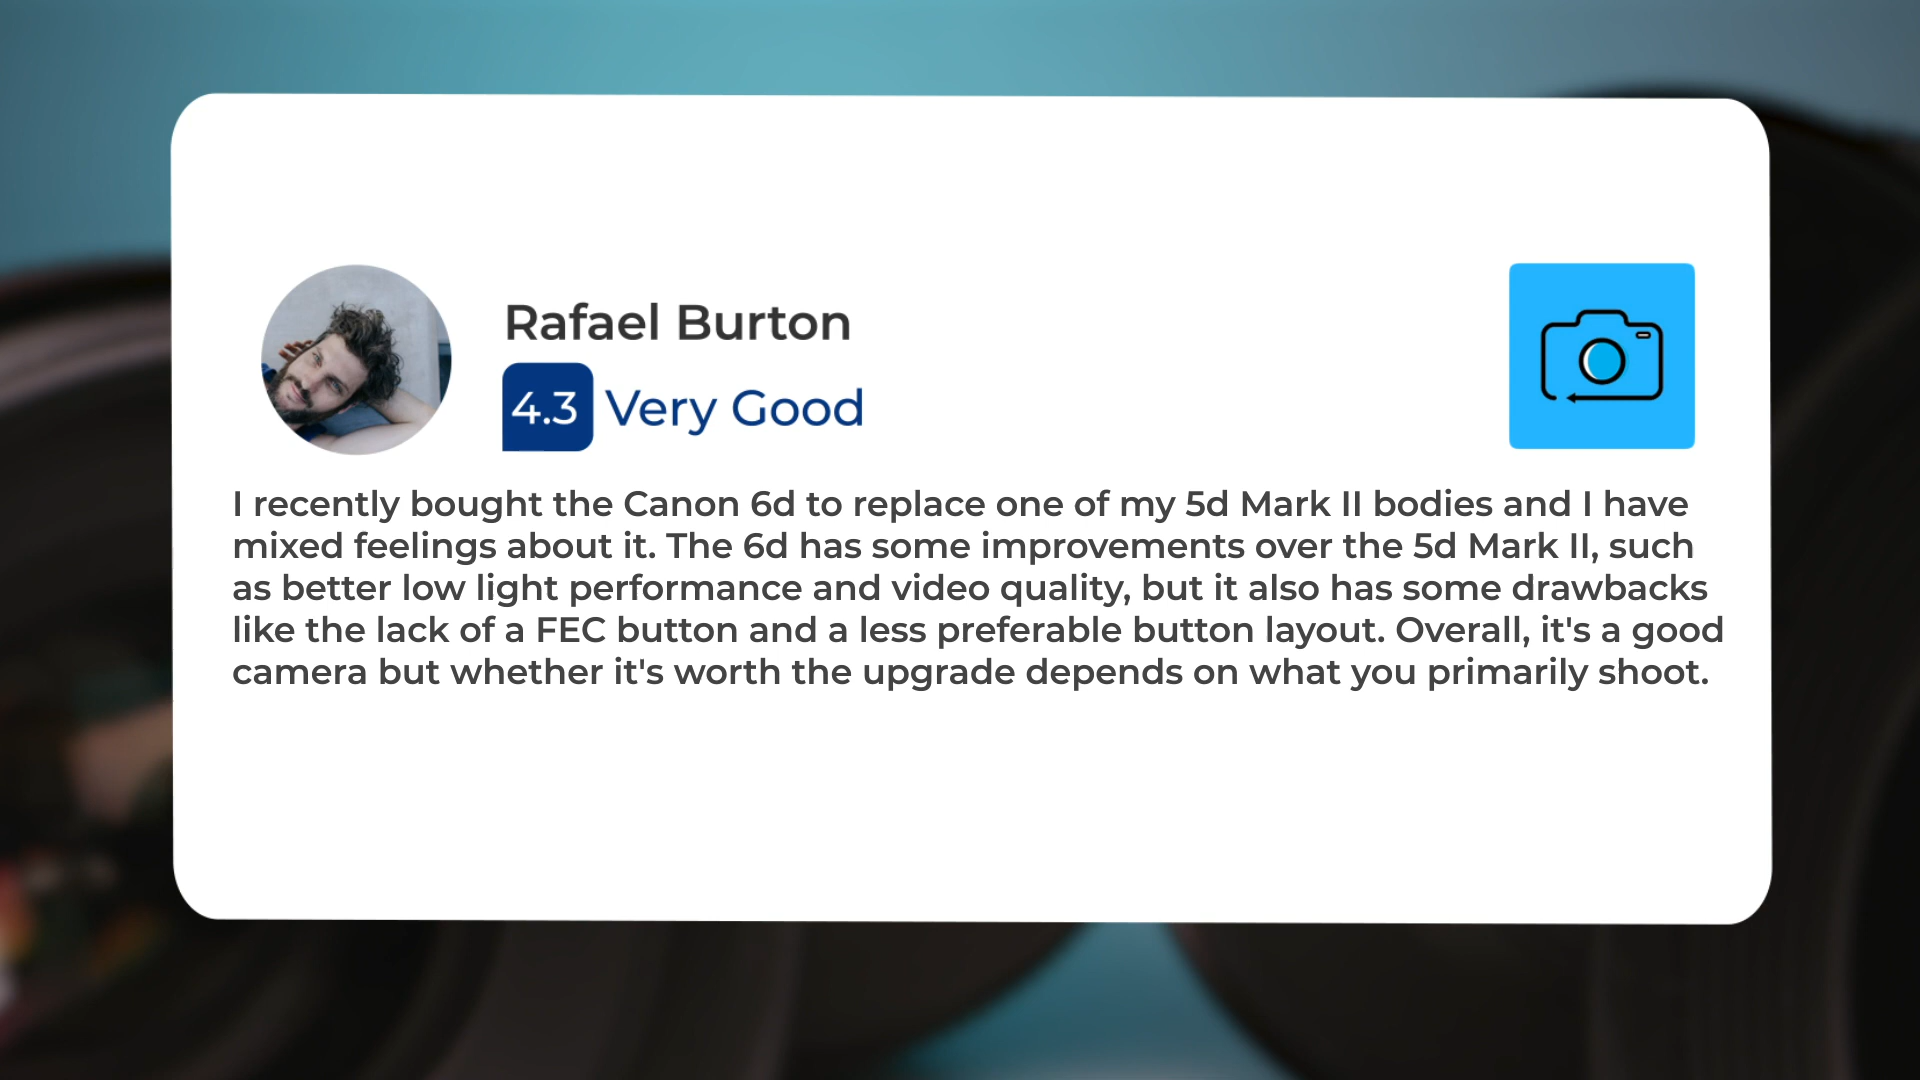 Rafael Burton
4.3 Very Good
I recently bought the Canon 6d to replace one of my 5d Mark II bodies and I have
mixed feelings about it. The 6d has some improvements over the 5d Mark II, such
as better low light performance and video quality, but it also has some drawbacks
like the lack of a FEC button and a less preferable button layout. Overall, it's a good
camera but whether it's worth the upgrade depends on what you primarily shoot.